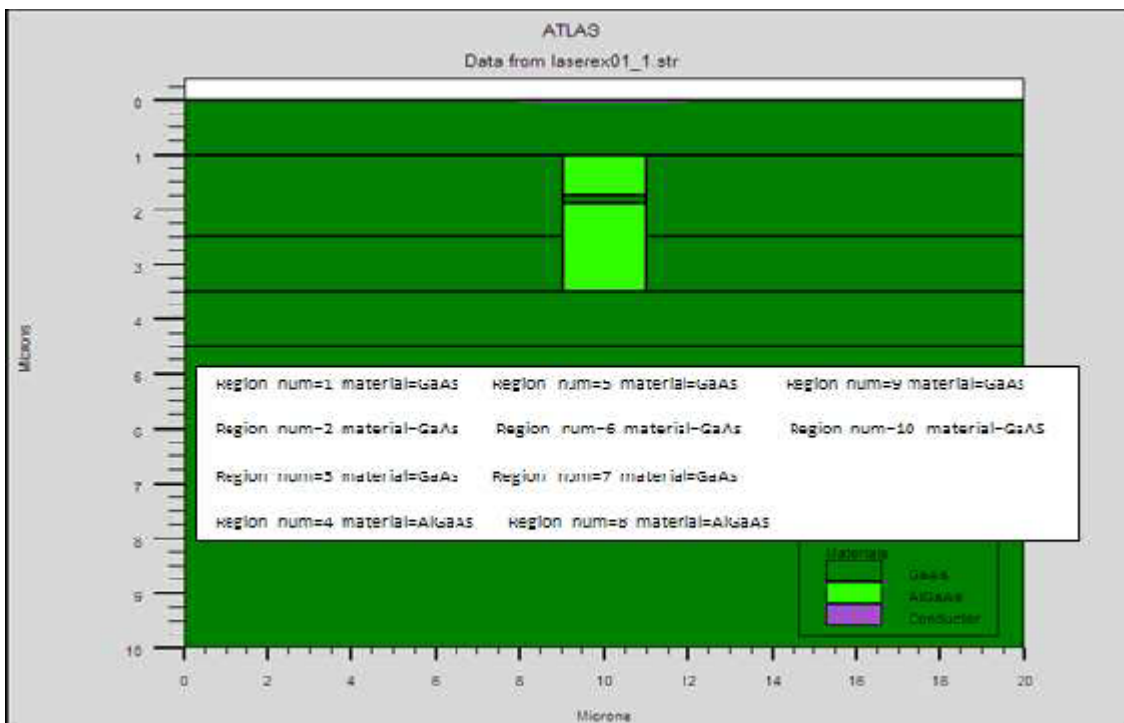 ATLAS
Data from laserex01_1.str
0
1
2
3
4
5
6
7
8
9
10
Microns
Region num=1 material=GaAs Region num=5 material=GaAs Region num=9 material=GaAs
Region num=2 material=GaAs Region num=6 material=GaAs Region num=10 material=GaAS
Region num=3 material=GaAs Region num=7 material=GaAs
Region num=4 material=AlGaAs Region num=8 material=AlGaAs
Materials
GaAs
AlGaAs
Conductor
0 2 4 6 8 10 12 14 16 18 20
Microns